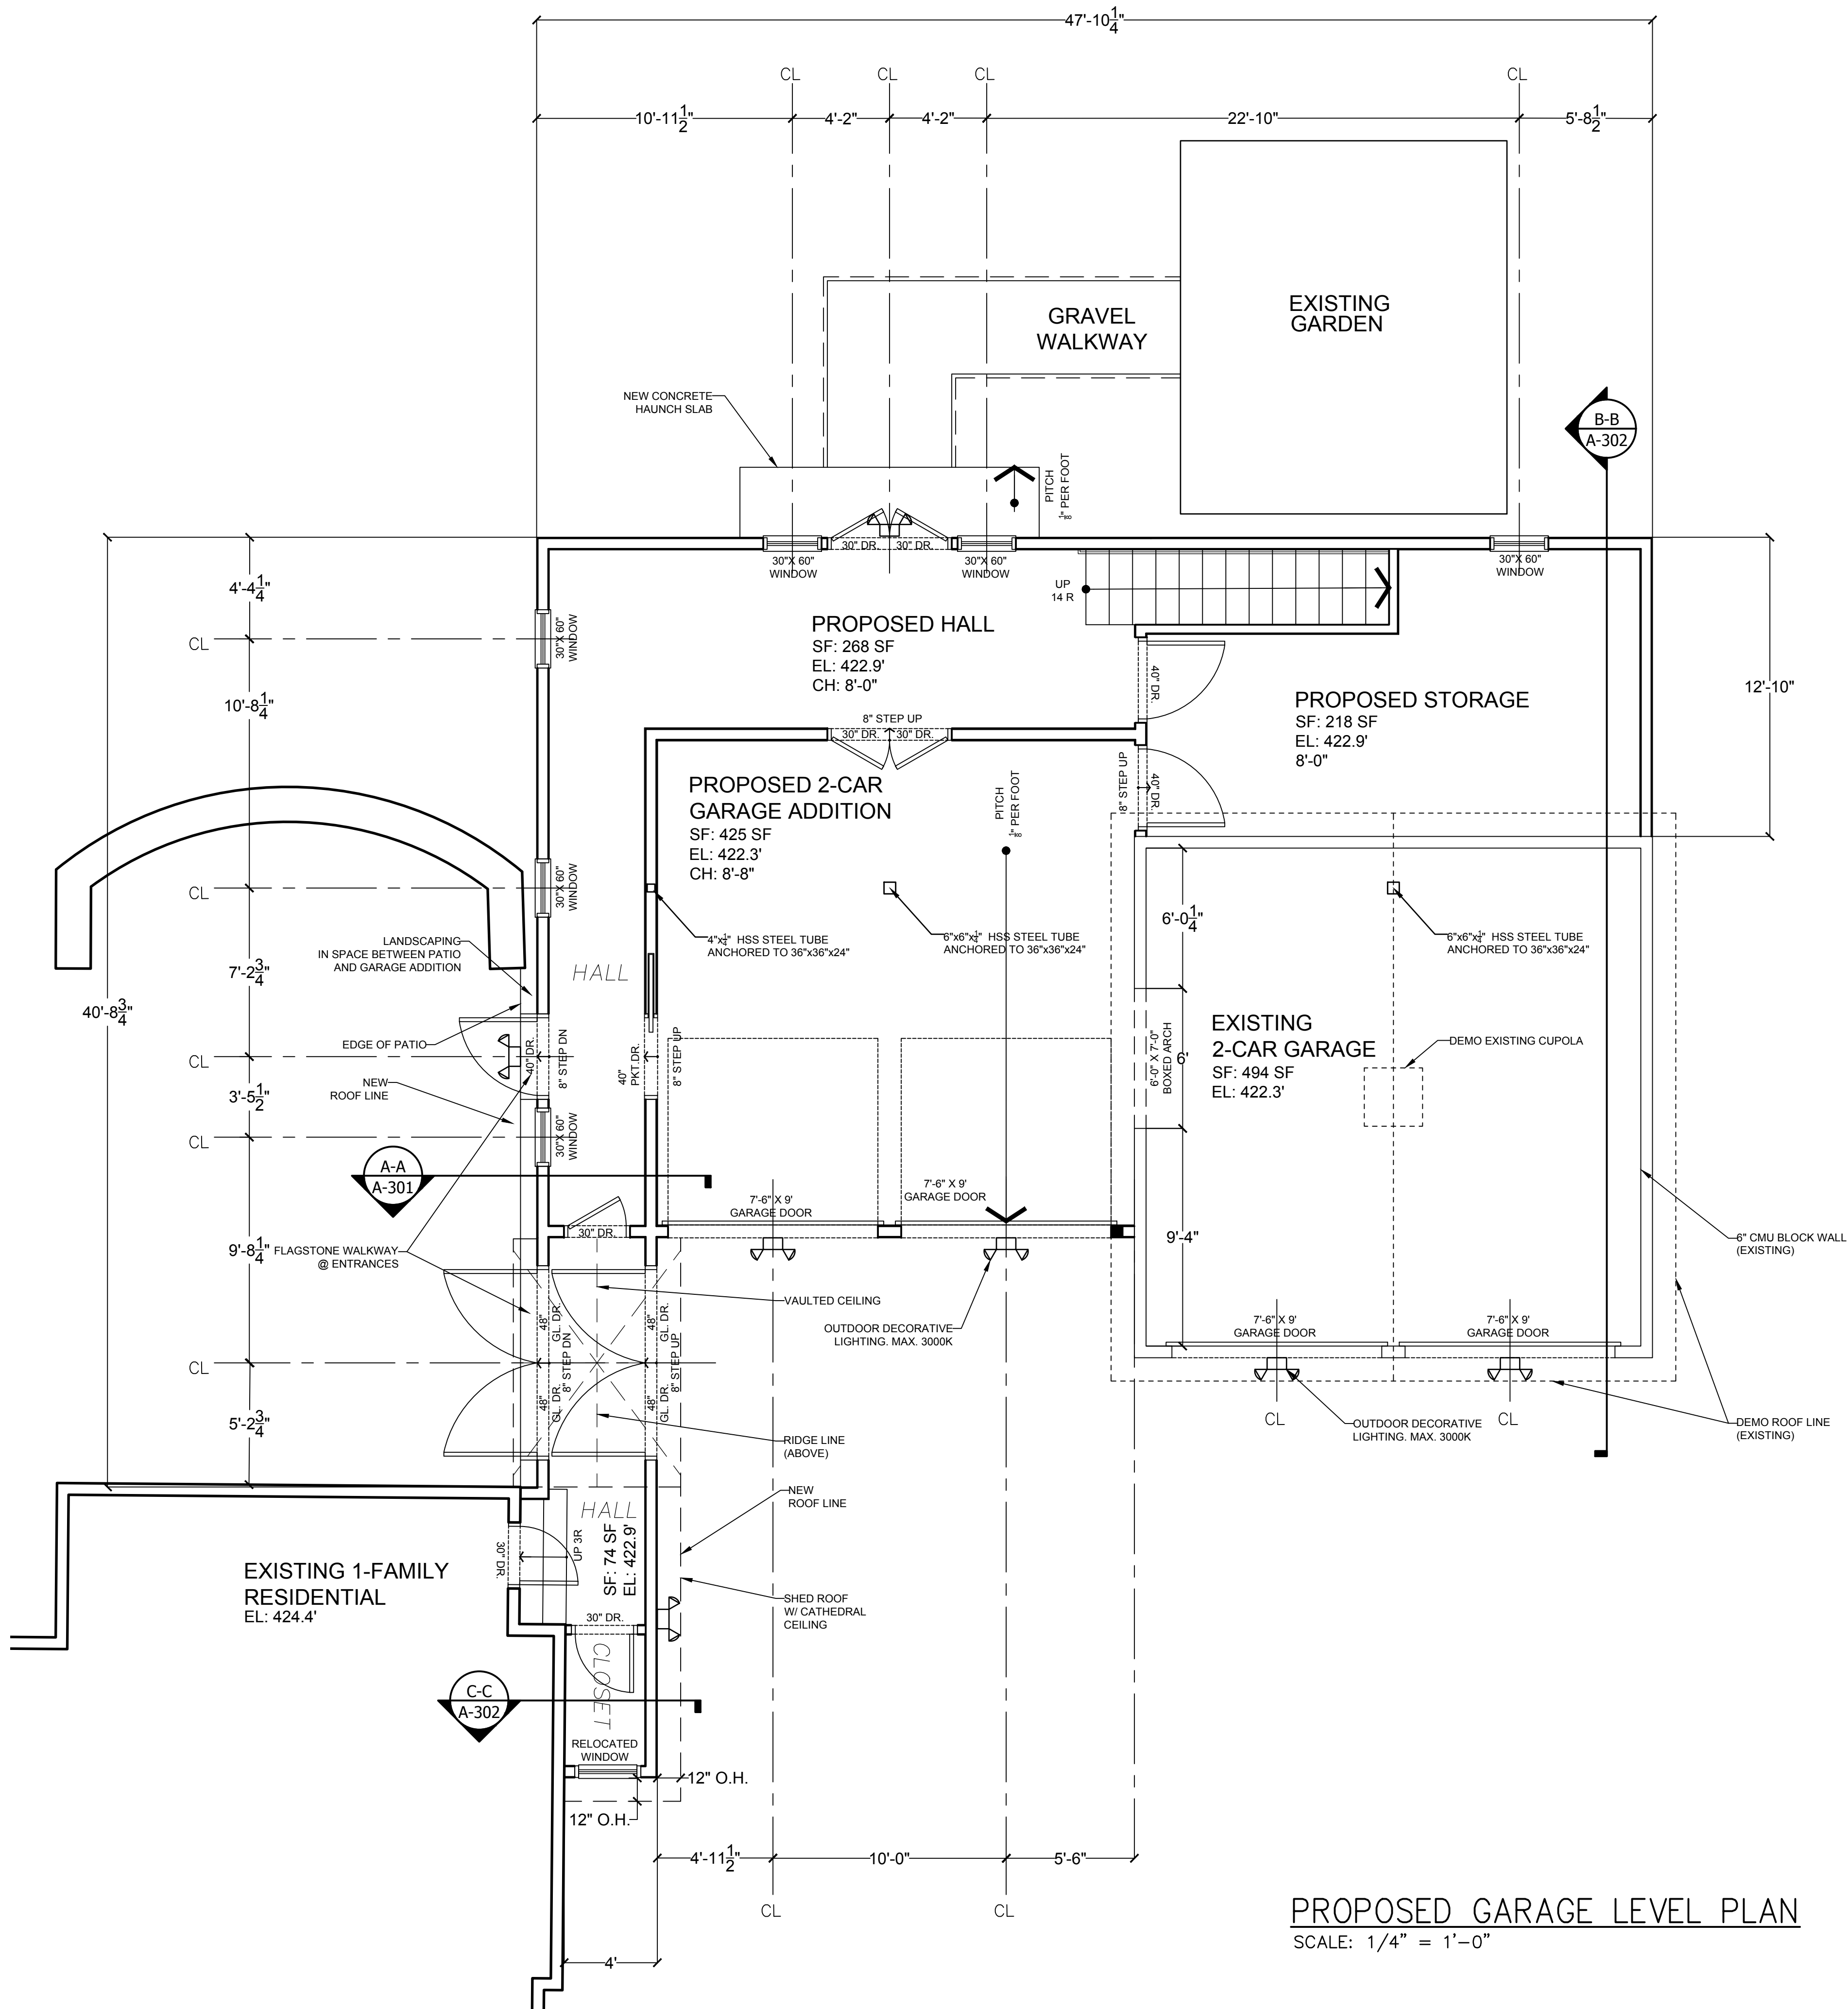 47'-10 1/4"
CL
CL
CL
CL
10'-11 1/2"
4'-2"
4'-2"
22'-10"
5'-8 1/2"
EXISTING
GARDEN
GRAVEL
WALKWAY
NEW CONCRETE
HAUNCH SLAB
B-B
A-302
PITCH
1/8" PER FOOT
30" DR.
30" DR.
30"X 60"
WINDOW
30"X 60"
WINDOW
30"X 60"
WINDOW
UP
14 R
4'-4 1/4"
CL
30"X 60"
WINDOW
PROPOSED HALL
SF: 268 SF
EL: 422.9'
CH: 8'-0"
40" DR.
12'-10"
10'-8 1/4"
PROPOSED STORAGE
SF: 218 SF
EL: 422.9'
8'-0"
8" STEP UP
30" DR.
30" DR.
PROPOSED 2-CAR
GARAGE ADDITION
SF: 425 SF
EL: 422.3'
CH: 8'-8"
PITCH
1/8" PER FOOT
8" STEP UP
40" DR.
CL
30"X 60"
WINDOW
6'-0 1/4"
LANDSCAPING
IN SPACE BETWEEN PATIO
AND GARAGE ADDITION
4"x1/4" HSS STEEL TUBE
ANCHORED TO 36"x36"x24"
6"x6"x1/4" HSS STEEL TUBE
ANCHORED TO 36"x36"x24"
6"x6"x1/4" HSS STEEL TUBE
ANCHORED TO 36"x36"x24"
7'-2 3/4"
HALL
40'-8 3/4"
EXISTING
2-CAR GARAGE
SF: 494 SF
EL: 422.3'
EDGE OF PATIO
40" DR.
8" STEP DN
40"
PKT.DR.
8" STEP UP
6'-0" X 7'-0"
BOXED ARCH
6'
DEMO EXISTING CUPOLA
CL
NEW
ROOF LINE
3'-5 1/2"
CL
30"X 60"
WINDOW
A-A
A-301
7'-6" X 9'
GARAGE DOOR
7'-6" X 9'
GARAGE DOOR
30" DR.
9'-4"
6" CMU BLOCK WALL
(EXISTING)
9'-8 1/4"
FLAGSTONE WALKWAY
@ ENTRANCES
VAULTED CEILING
OUTDOOR DECORATIVE
LIGHTING. MAX. 3000K
7'-6" X 9'
GARAGE DOOR
7'-6" X 9'
GARAGE DOOR
48"
GL. DR.
8" STEP DN
48"
GL. DR.
48"
GL. DR.
8" STEP UP
48"
GL. DR.
CL
5'-2 3/4"
CL
CL
OUTDOOR DECORATIVE
LIGHTING. MAX. 3000K
DEMO ROOF LINE
(EXISTING)
RIDGE LINE
(ABOVE)
NEW
ROOF LINE
HALL
SF: 74 SF
EL: 422.9'
UP 3R
30" DR.
EXISTING 1-FAMILY
RESIDENTIAL
EL: 424.4'
SHED ROOF
W/ CATHEDRAL
CEILING
30" DR.
CLOSET
C-C
A-302
RELOCATED
WINDOW
12" O.H.
12" O.H.
4'-11 1/2"
10'-0"
5'-6"
CL
CL
4'
PROPOSED GARAGE LEVEL PLAN
SCALE: 1/4" = 1'-0"